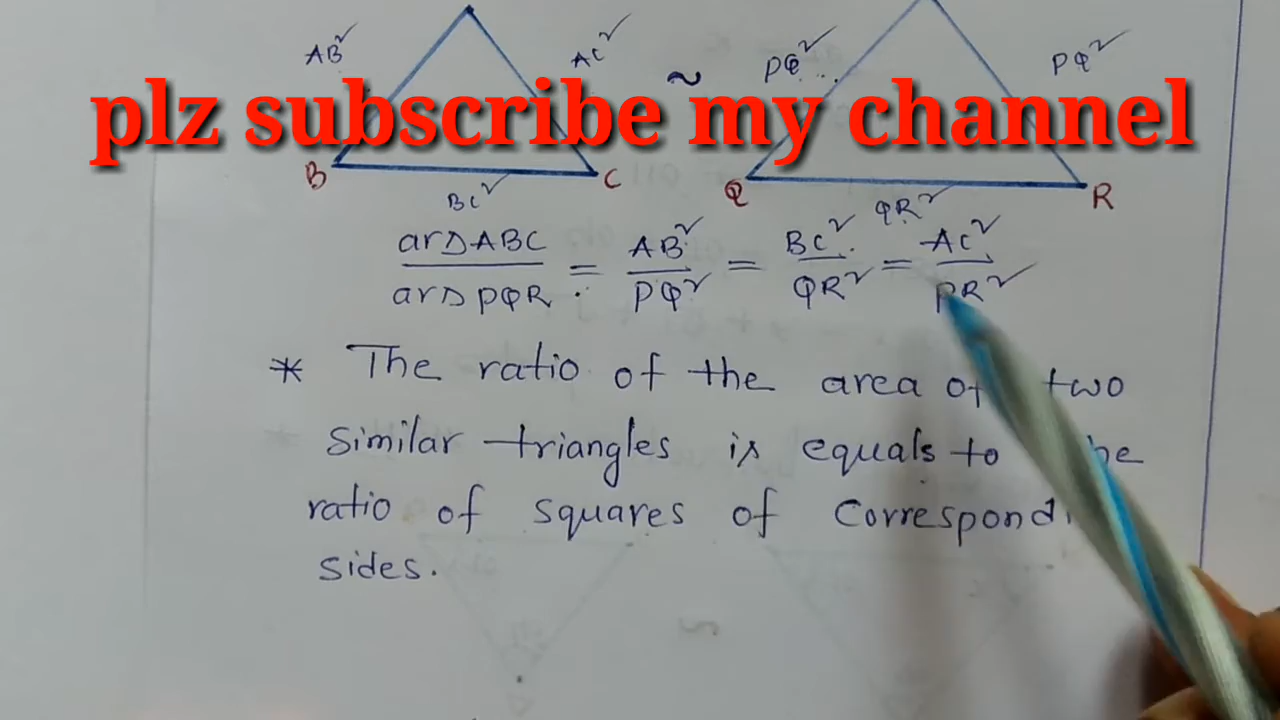 AB² AC² ~ PQ² PQ²
plz subscribe my channel
B C Q R
BC² QR²
ar△ABC / ar△PQR = AB² / PQ² = BC² / QR² = AC² / PR²
* The ratio of the area of two
similar triangles is equals to
ratio of squares of
sides.